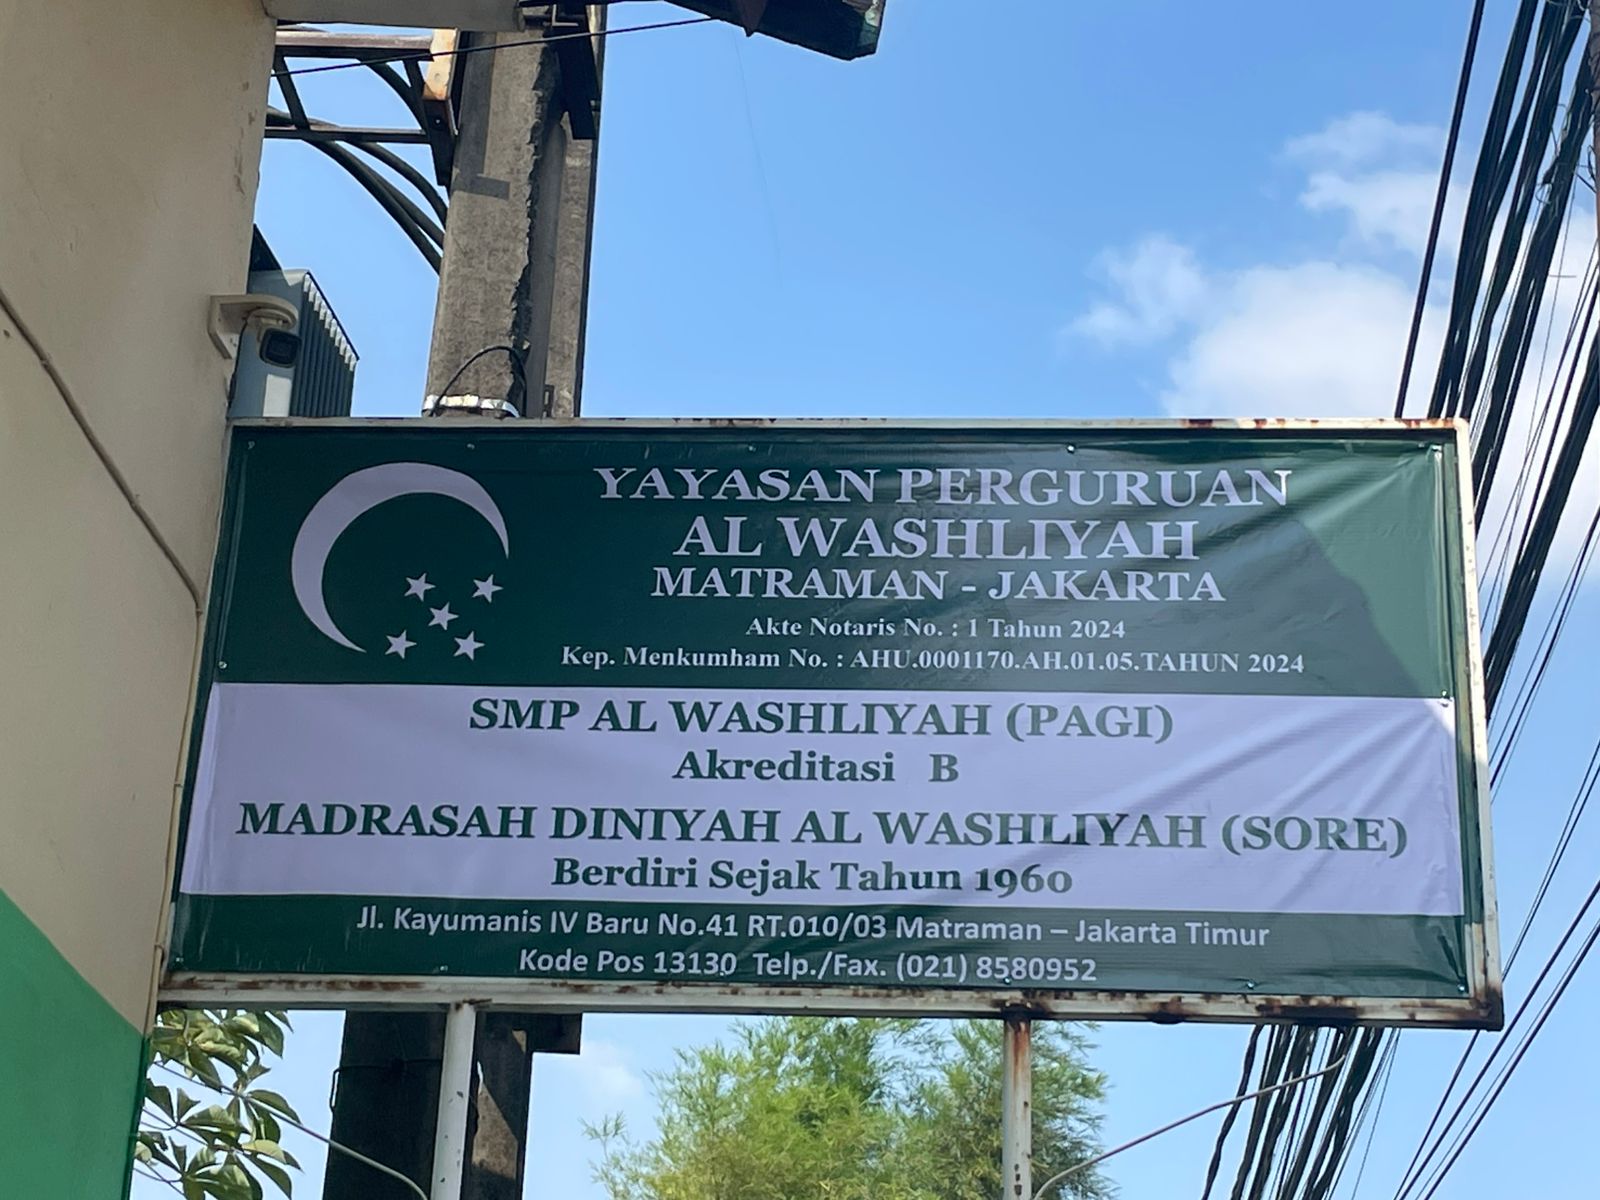 YAYASAN PERGURUAN
AL WASHLIYAH
MATRAMAN - JAKARTA
Akte Notaris No. : 1 Tahun 2024
Kep. Menkumham No. : AHU.0001170.AH.01.05.TAHUN 2024
SMP AL WASHLIYAH (PAGI)
Akreditasi B
MADRASAH DINIYAH AL WASHLIYAH (SORE)
Berdiri Sejak Tahun 1960
Jl. Kayumanis IV Baru No.41 RT.010/03 Matraman – Jakarta Timur
Kode Pos 13130 Telp./Fax. (021) 8580952